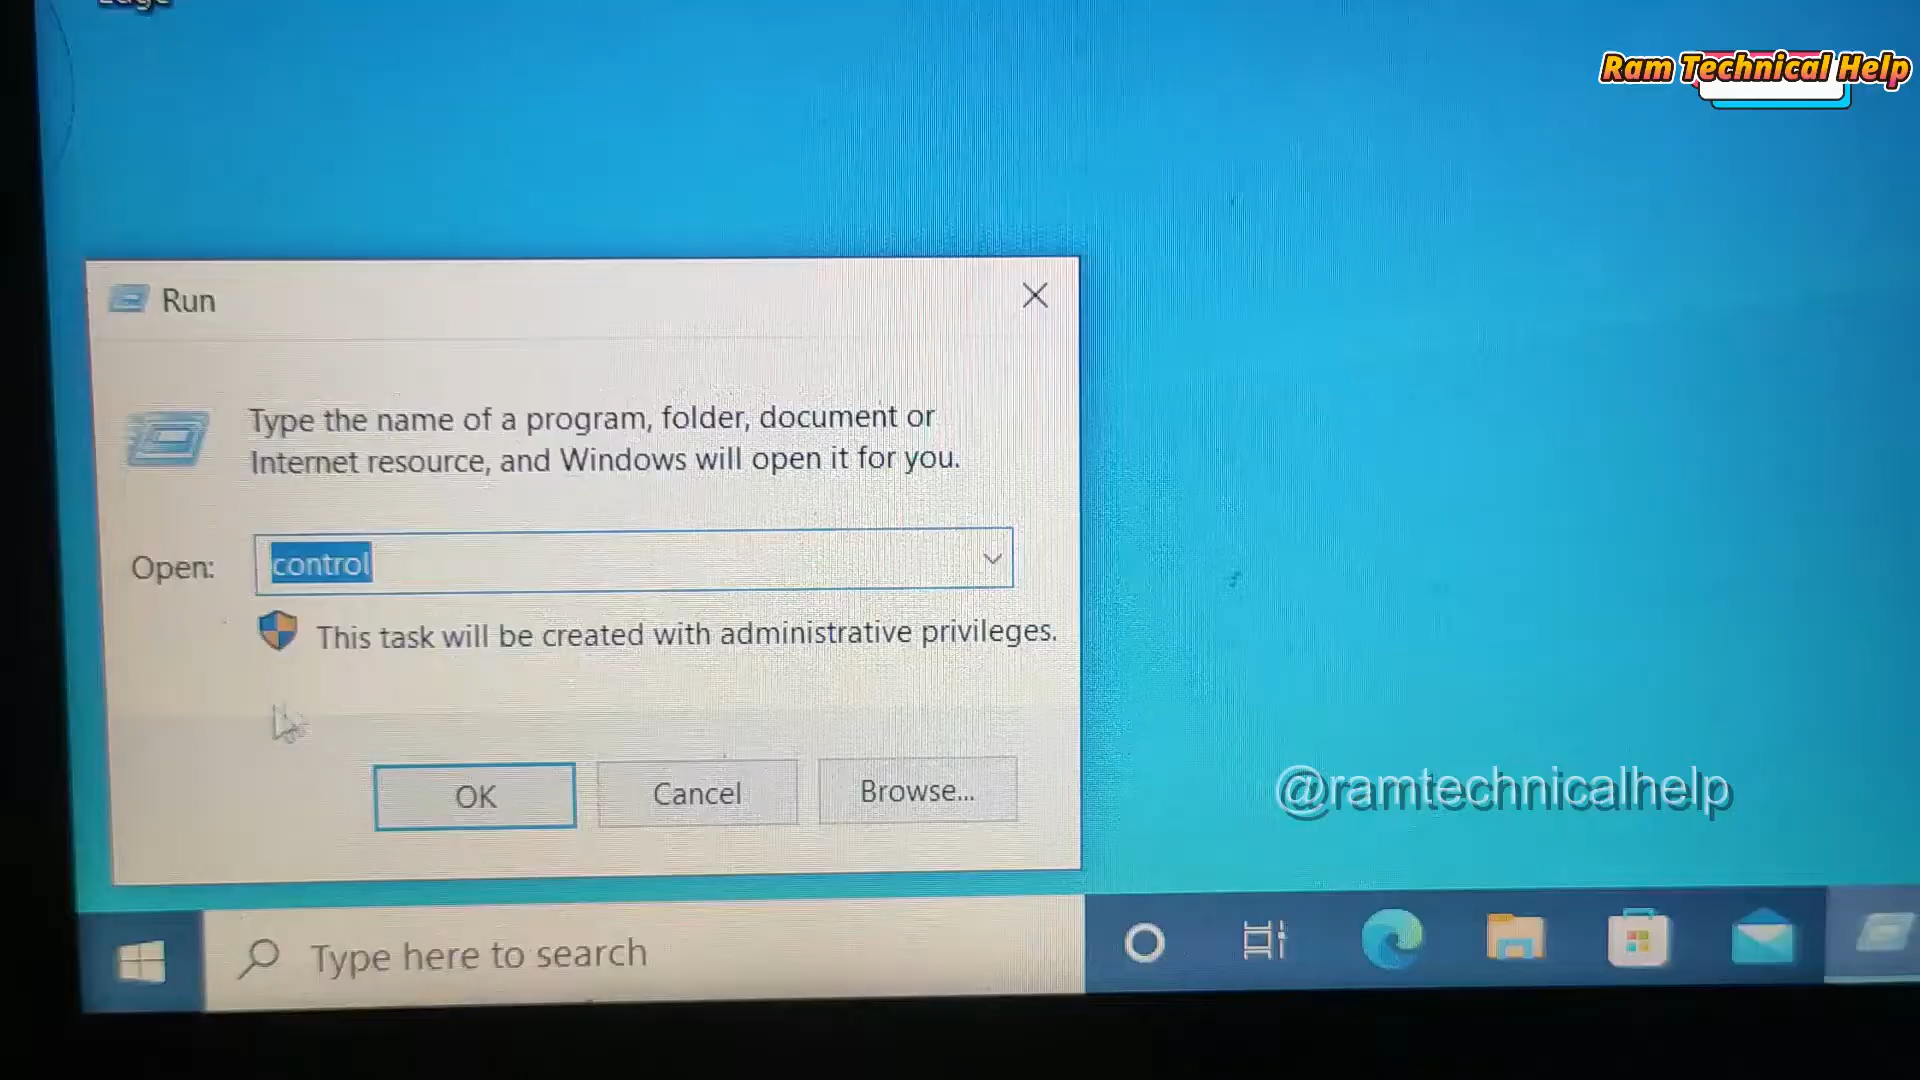 Edge
Ram Technical Help
Run
Type the name of a program, folder, document or
Internet resource, and Windows will open it for you.
Open:
control
This task will be created with administrative privileges.
OK
Cancel
Browse...
@ramtechnicalhelp
Type here to search